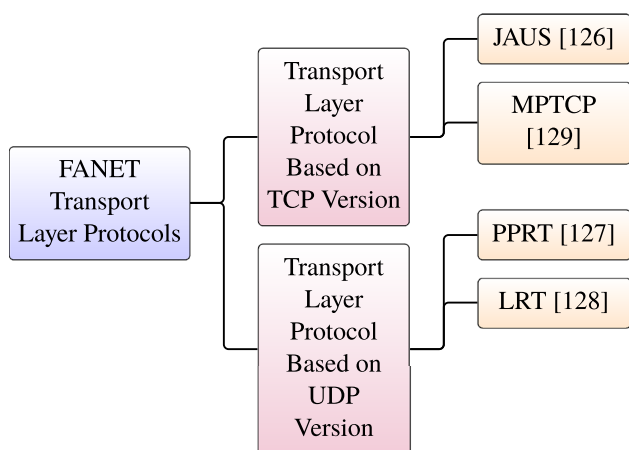 FANET
Transport
Layer Protocols
Transport
Layer
Protocol
Based on
TCP Version
JAUS [126]
MPTCP
[129]
Transport
Layer
Protocol
Based on
UDP
Version
PPRT [127]
LRT [128]